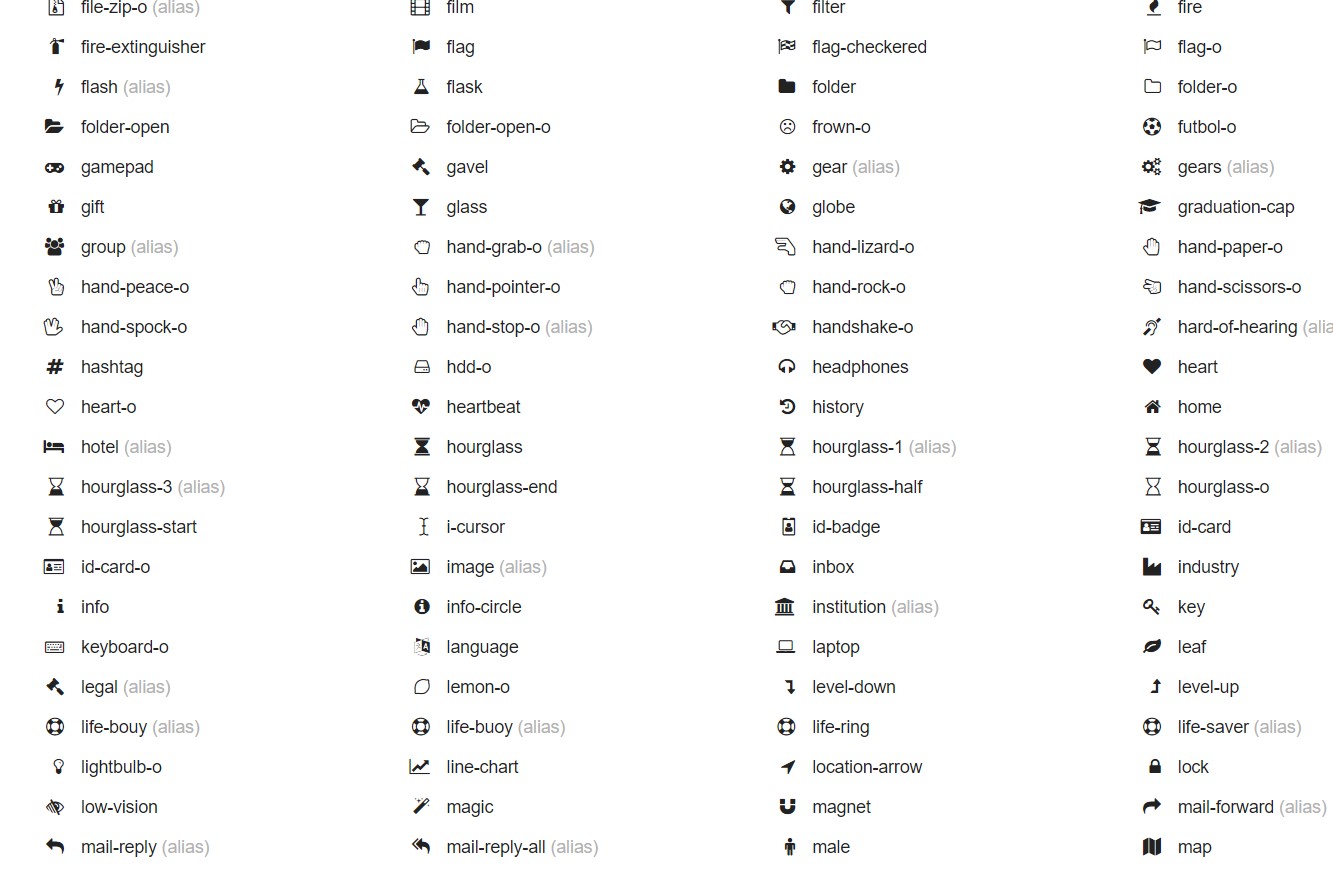 file-zip-o (alias) film filter fire
fire-extinguisher flag flag-checkered flag-o
flash (alias) flask folder folder-o
folder-open folder-open-o frown-o futbol-o
gamepad gavel gear (alias) gears (alias)
gift glass globe graduation-cap
group (alias) hand-grab-o (alias) hand-lizard-o hand-paper-o
hand-peace-o hand-pointer-o hand-rock-o hand-scissors-o
hand-spock-o hand-stop-o (alias) handshake-o hard-of-hearing (alia
hashtag hdd-o headphones heart
heart-o heartbeat history home
hotel (alias) hourglass hourglass-1 (alias) hourglass-2 (alias)
hourglass-3 (alias) hourglass-end hourglass-half hourglass-o
hourglass-start i-cursor id-badge id-card
id-card-o image (alias) inbox industry
info info-circle institution (alias) key
keyboard-o language laptop leaf
legal (alias) lemon-o level-down level-up
life-bouy (alias) life-buoy (alias) life-ring life-saver (alias)
lightbulb-o line-chart location-arrow lock
low-vision magic magnet mail-forward (alias)
mail-reply (alias) mail-reply-all (alias) male map